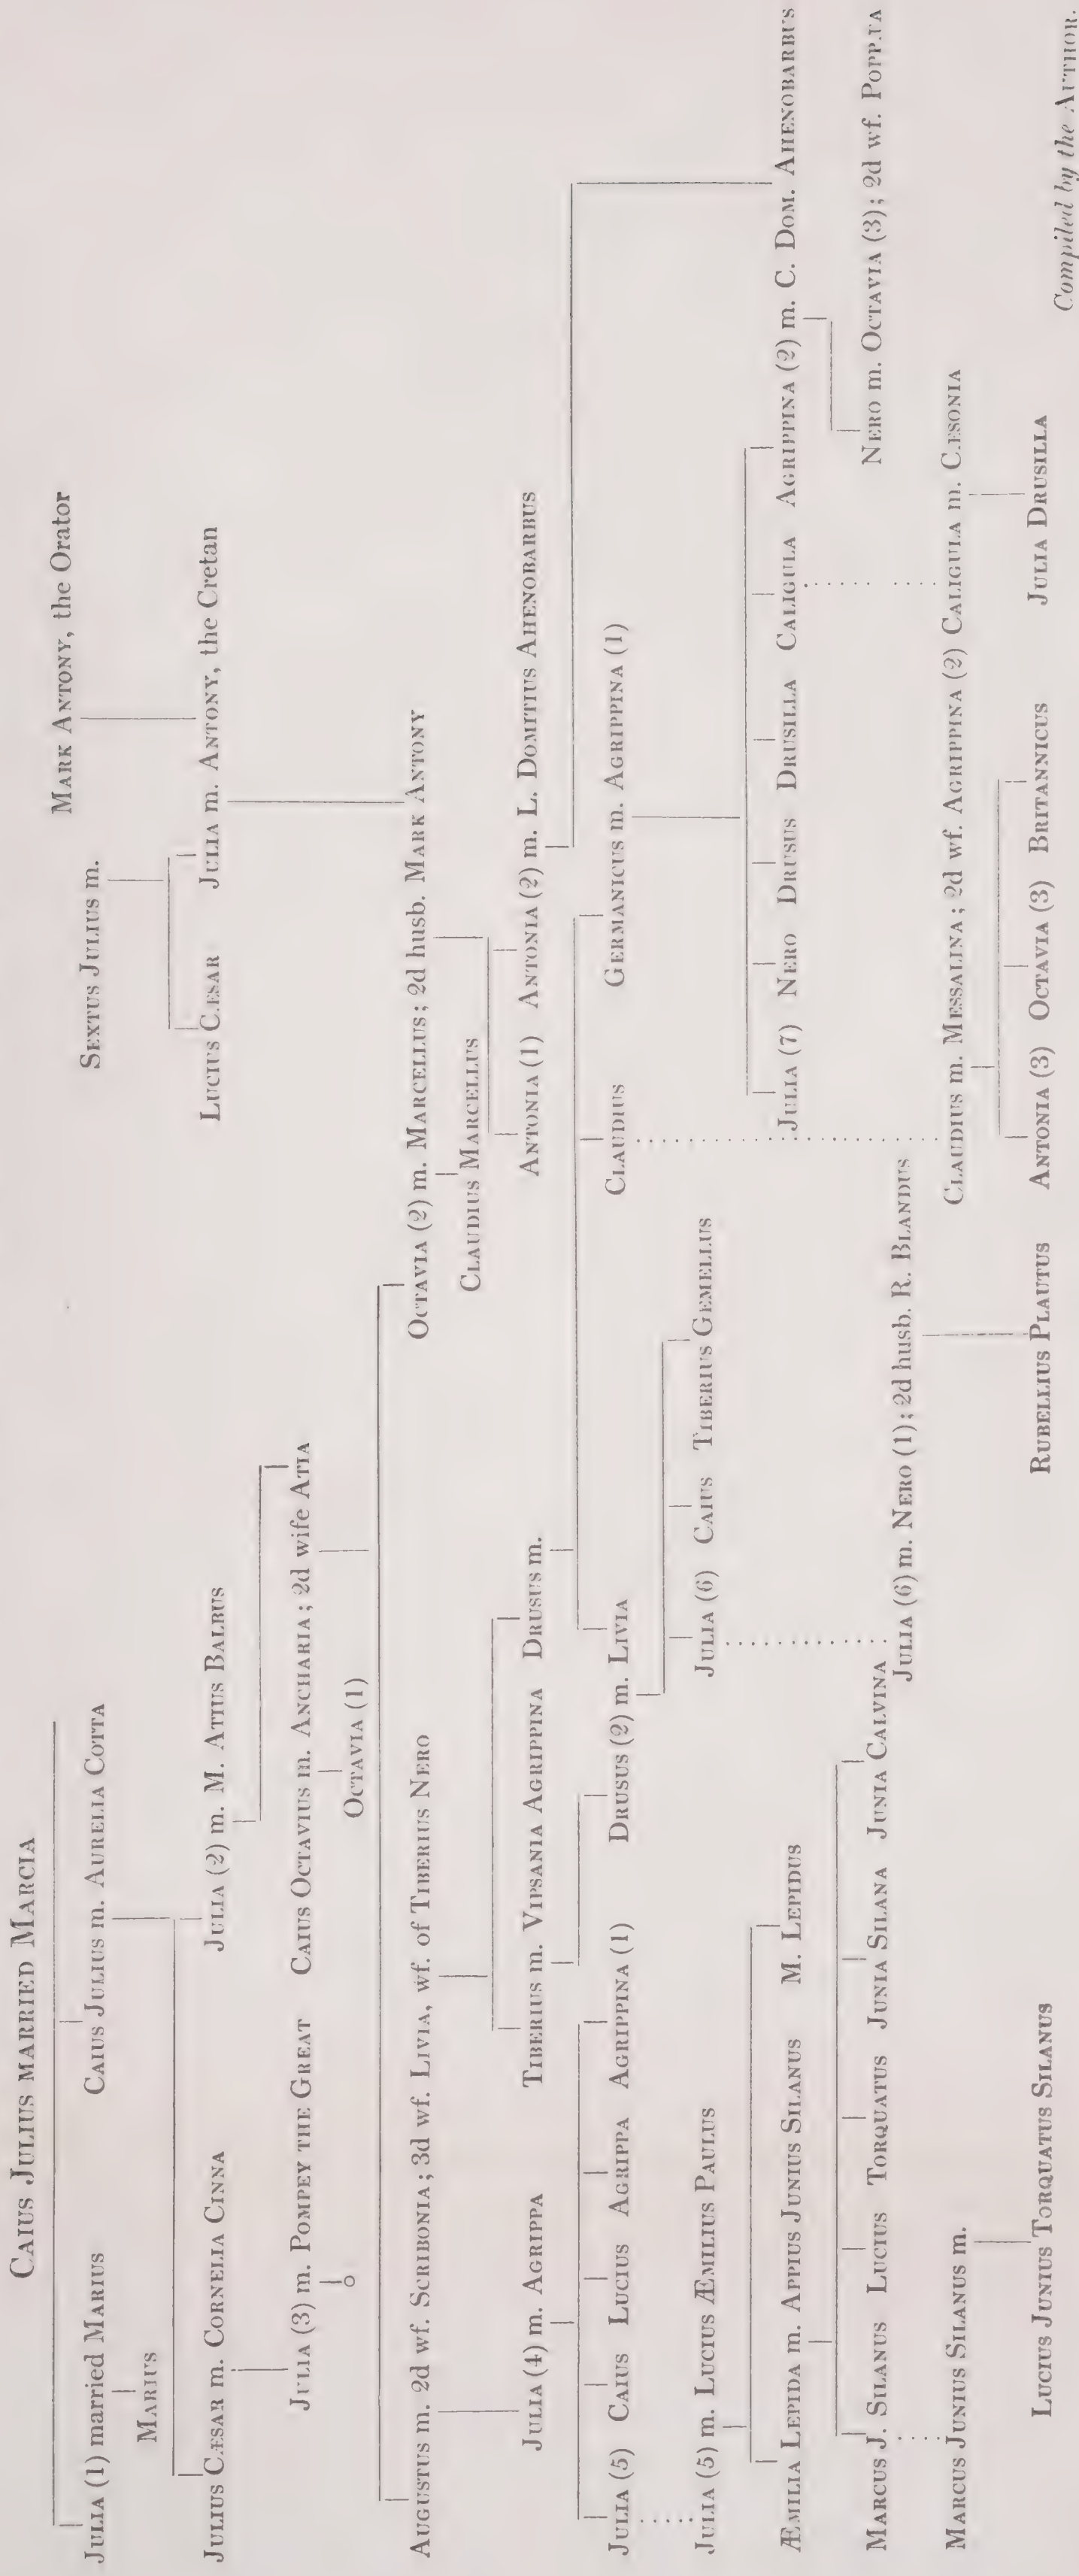 CAIUS JULIUS MARRIED MARCIA
MARK ANTONY, the Orator
JULIA (1) married MARIUS CAIUS JULIUS m. AURELIA COTTA SEXTUS JULIUS m.
MARIUS
JULIUS CÆSAR m. CORNELIA CINNA JULIA (2) m. M. ATIUS BALBUS LUCIUS CÆSAR JULIA m. ANTONY, the Cretan
JULIA (3) m. POMPEY THE GREAT CAIUS OCTAVIUS m. ANCHARIA; 2d wife ATIA
o OCTAVIA (1)
AUGUSTUS m. 2d wf. SCRIBONIA; 3d wf. LIVIA, wf. of TIBERIUS NERO OCTAVIA (2) m. MARCELLUS; 2d husb. MARK ANTONY
CLAUDIUS MARCELLUS
JULIA (4) m. AGRIPPA TIBERIUS m. VIPSANIA AGRIPPINA DRUSUS m. ANTONIA (1) ANTONIA (2) m. L. DOMITIUS AHENOBARBUS
JULIA (5) CAIUS LUCIUS AGRIPPA AGRIPPINA (1) DRUSUS (2) m. LIVIA CLAUDIUS GERMANICUS m. AGRIPPINA (1)
JULIA (5) m. LUCIUS ÆMILIUS PAULUS JULIA (6) CAIUS TIBERIUS GEMELLUS
ÆMILIA LEPIDA m. APPIUS JUNIUS SILANUS M. LEPIDUS JULIA (7) NERO DRUSUS DRUSILLA CALIGULA AGRIPPINA (2) m. C. DOM. AHENOBARBUS
MARCUS J. SILANUS LUCIUS TORQUATUS JUNIA SILANA JUNIA CALVINA NERO m. OCTAVIA (3); 2d wf. POPPÆA
JULIA (6) m. NERO (1); 2d husb. R. BLANDUS
MARCUS JUNIUS SILANUS m. CLAUDIUS m. MESSALINA; 2d wf. AGRIPPINA (2) CALIGULA m. CÆSONIA
LUCIUS JUNIUS TORQUATUS SILANUS RUBELLIUS PLAUTUS ANTONIA (3) OCTAVIA (3) BRITANNICUS JULIA DRUSILLA
Compiled by the AUTHOR.